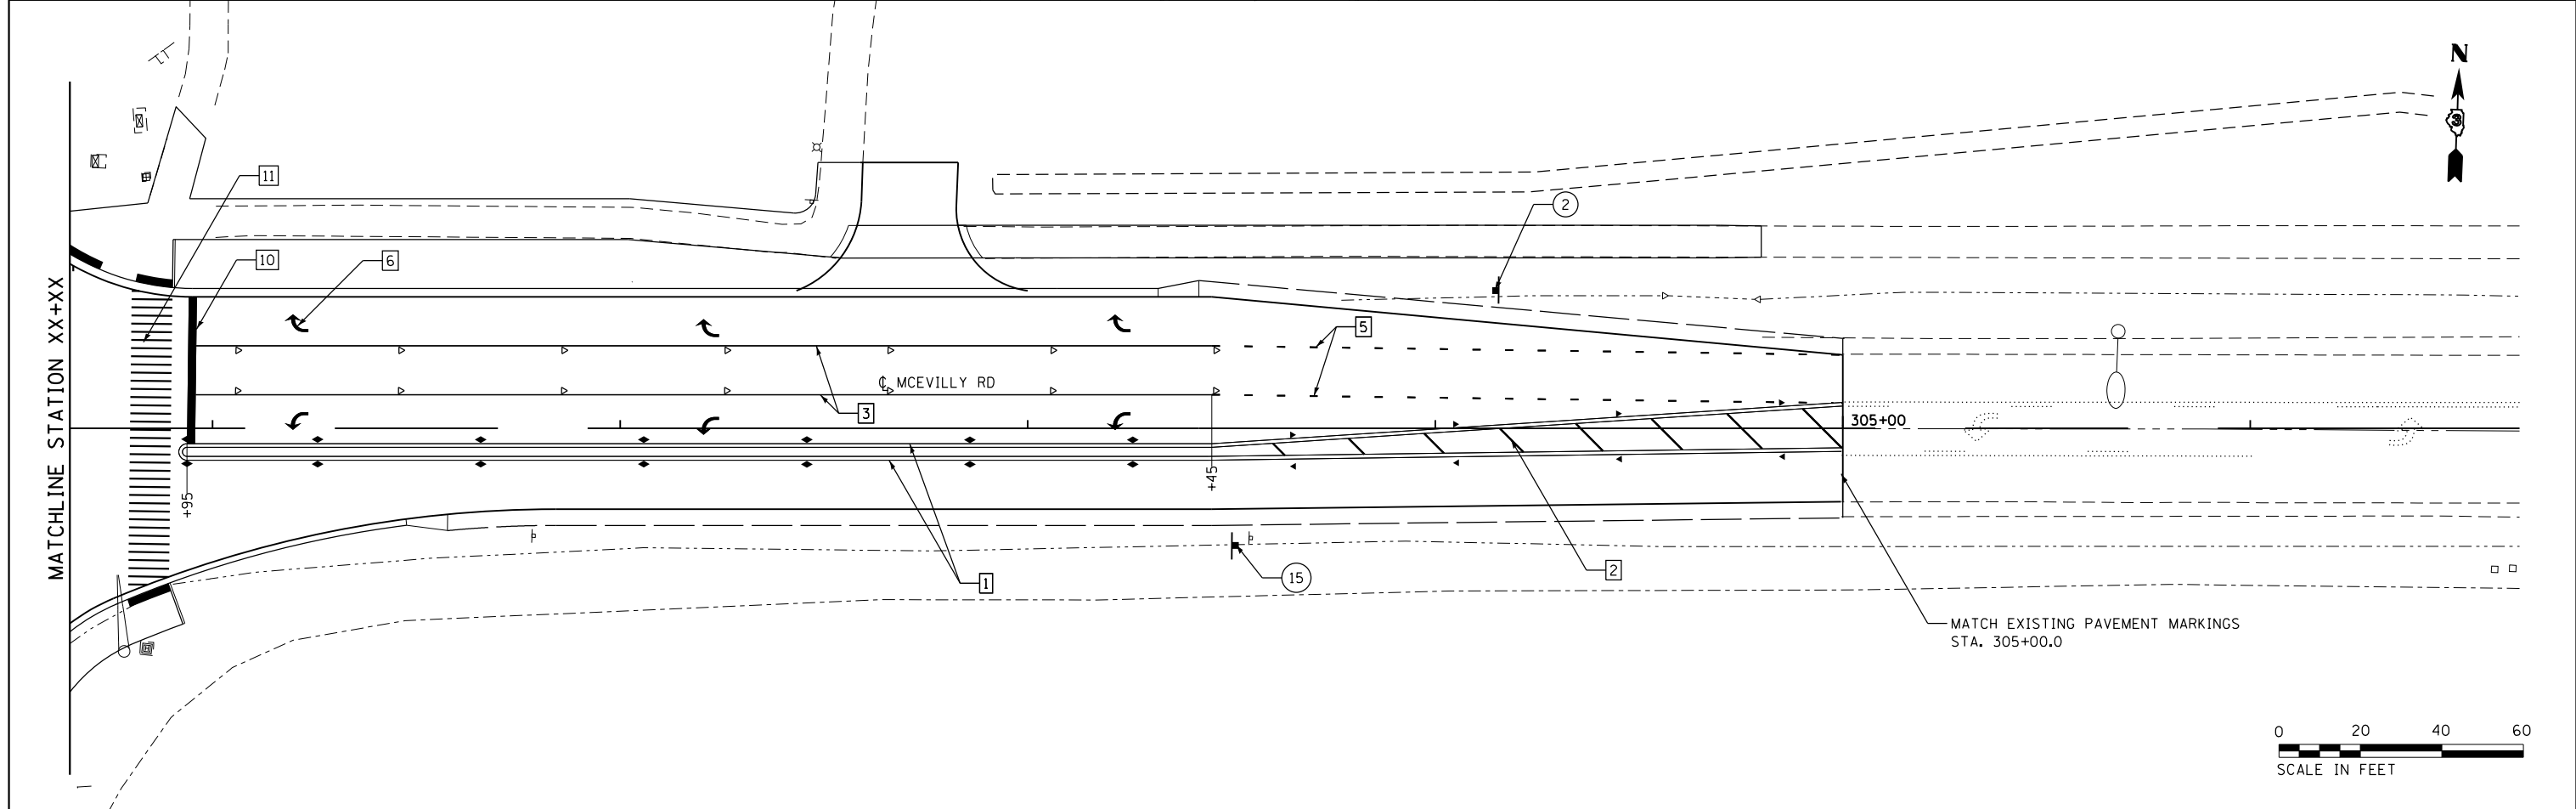 N
3
2
11
10
6
5
MATCHLINE STATION XX+XX
℄ MCEVILLY RD
3
305+00
+95
+45
15
1
2
MATCH EXISTING PAVEMENT MARKINGS
STA. 305+00.0
0 20 40 60
SCALE IN FEET